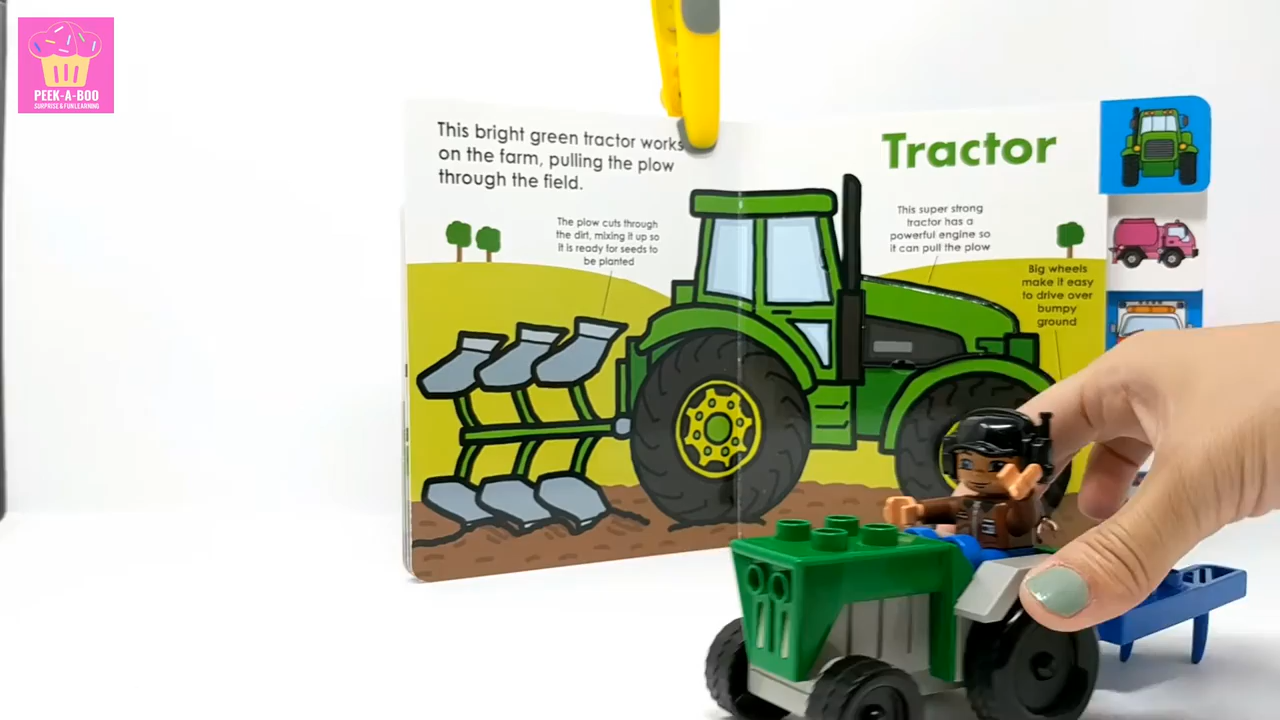 PEEK-A-BOO
SURPRISE & FUN LEARNING
This bright green tractor works
on the farm, pulling the plow
through the field.
Tractor
The plow cuts through
the dirt, mixing it up so
it is ready for seeds to
be planted
This super strong
tractor has a
powerful engine so
it can pull the plow
Big wheels
make it easy
to drive over
bumpy
ground